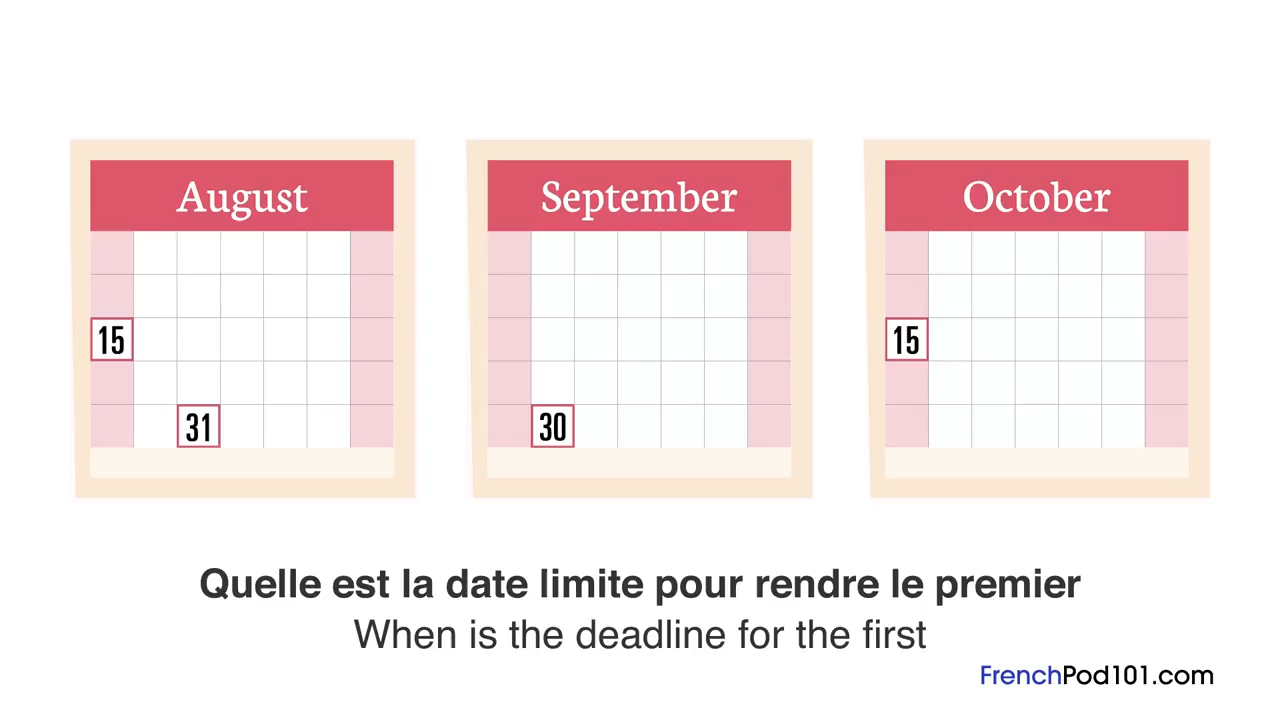 August
September
October
15
15
31
30
Quelle est la date limite pour rendre le premier
When is the deadline for the first
FrenchPod101.com